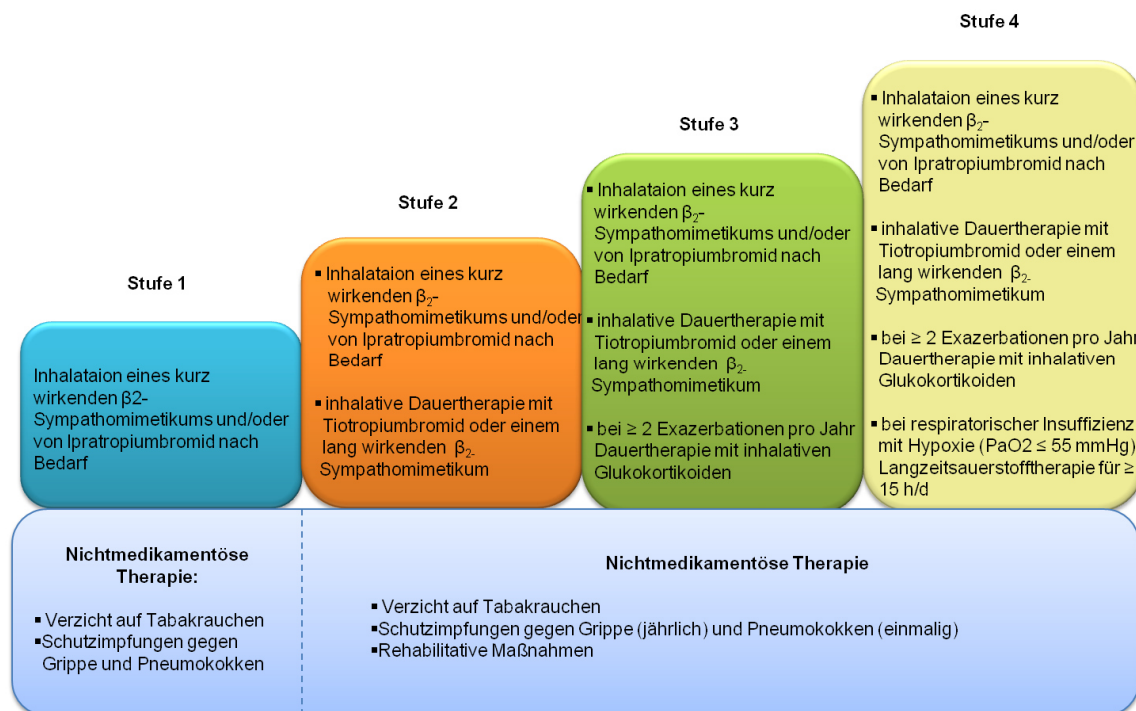 Stufe 1
Inhalataion eines kurz
wirkenden β2-
Sympathomimetikums und/oder
von Ipratropiumbromid nach
Bedarf
Stufe 2
▪ Inhalataion eines kurz
wirkenden β₂-
Sympathomimetikums und/oder
von Ipratropiumbromid nach
Bedarf
▪ inhalative Dauertherapie mit
Tiotropiumbromid oder einem
lang wirkenden β₂-
Sympathomimetikum
Stufe 3
▪ Inhalataion eines kurz
wirkenden β₂-
Sympathomimetikums und/oder
von Ipratropiumbromid nach
Bedarf
▪ inhalative Dauertherapie mit
Tiotropiumbromid oder einem
lang wirkenden β₂-
Sympathomimetikum
▪ bei ≥ 2 Exazerbationen pro Jahr
Dauertherapie mit inhalativen
Glukokortikoiden
Stufe 4
▪ Inhalataion eines kurz
wirkenden β₂-
Sympathomimetikums und/oder
von Ipratropiumbromid nach
Bedarf
▪ inhalative Dauertherapie mit
Tiotropiumbromid oder einem
lang wirkenden β₂-
Sympathomimetikum
▪ bei ≥ 2 Exazerbationen pro Jahr
Dauertherapie mit inhalativen
Glukokortikoiden
▪ bei respiratorischer Insuffizienz
mit Hypoxie (PaO2 ≤ 55 mmHg)
Langzeitsauerstofftherapie für ≥
15 h/d
Nichtmedikamentöse
Therapie:
▪ Verzicht auf Tabakrauchen
▪ Schutzimpfungen gegen
Grippe und Pneumokokken
Nichtmedikamentöse Therapie
▪ Verzicht auf Tabakrauchen
▪ Schutzimpfungen gegen Grippe (jährlich) und Pneumokokken (einmalig)
▪ Rehabilitative Maßnahmen